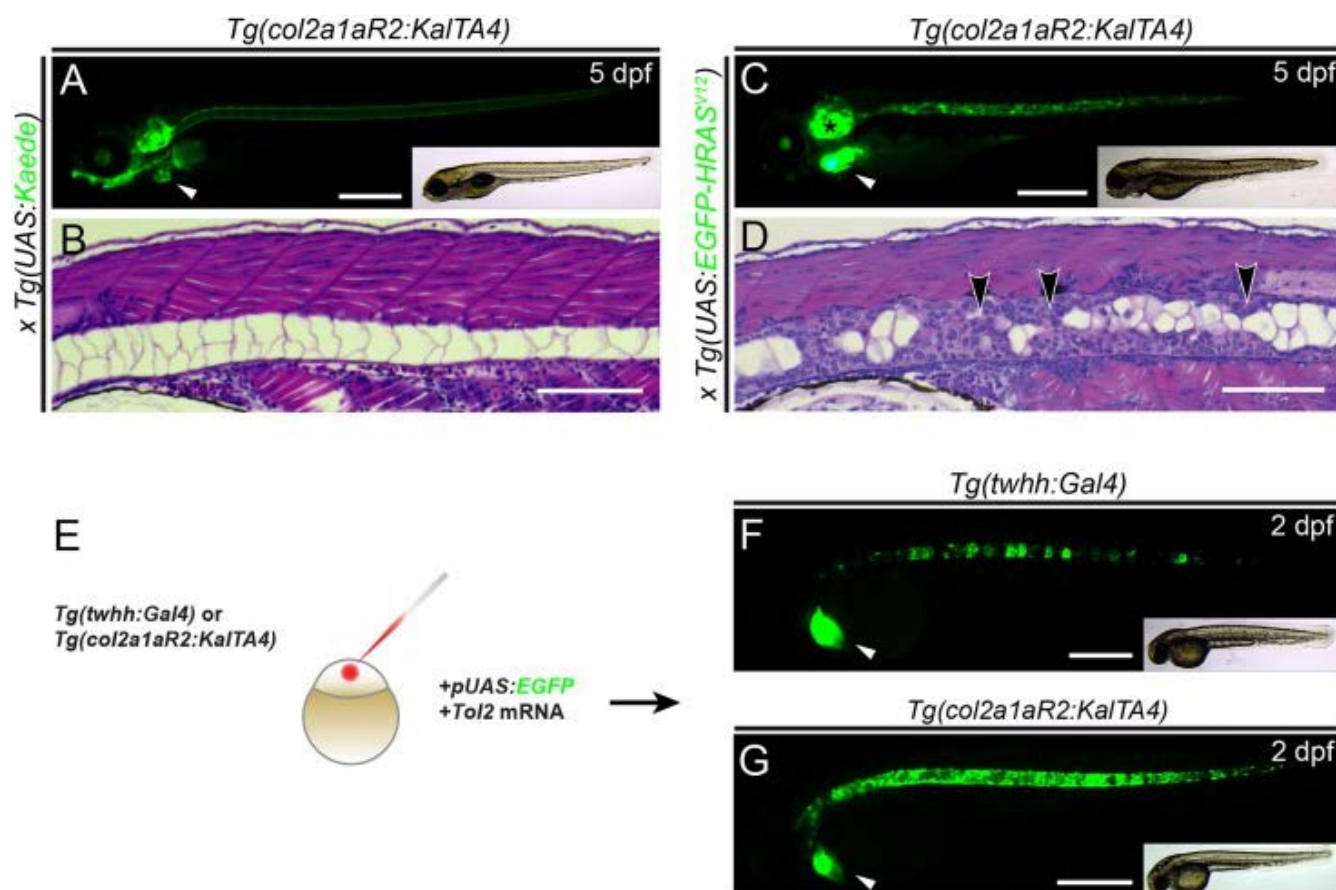 Tg(col2a1aR2:KalTA4)
x Tg(UAS:Kaede)
A
5 dpf
B
Tg(col2a1aR2:KalTA4)
x Tg(UAS:EGFP-HRASV12)
C
5 dpf
*
D
E
Tg(twhh:Gal4) or
Tg(col2a1aR2:KalTA4)
+pUAS:EGFP
+Tol2 mRNA
Tg(twhh:Gal4)
F
2 dpf
Tg(col2a1aR2:KalTA4)
G
2 dpf